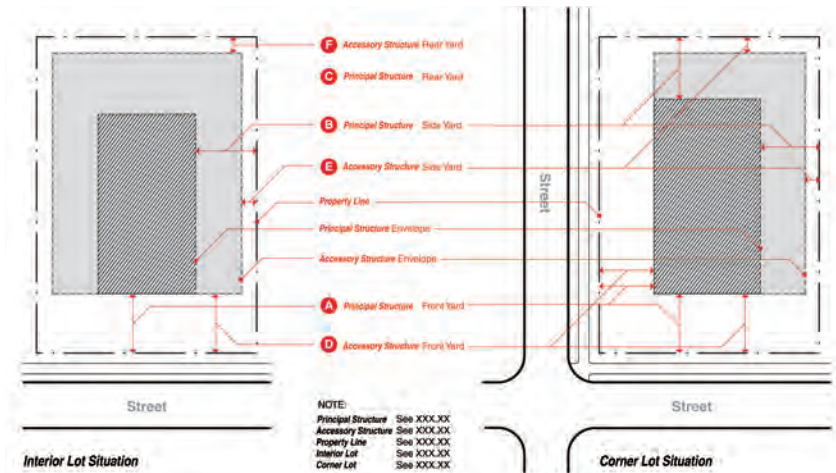 F Accessory Structure Rear Yard
C Principal Structure Rear Yard
B Principal Structure Side Yard
E Accessory Structure Side Yard
Property Line
Principal Structure Envelope
Accessory Structure Envelope
A Principal Structure Front Yard
D Accessory Structure Front Yard
Street
Street
Street
NOTE:
Principal Structure See XXX.XX
Accessory Structure See XXX.XX
Property Line See XXX.XX
Interior Lot See XXX.XX
Corner Lot See XXX.XX
Interior Lot Situation
Corner Lot Situation